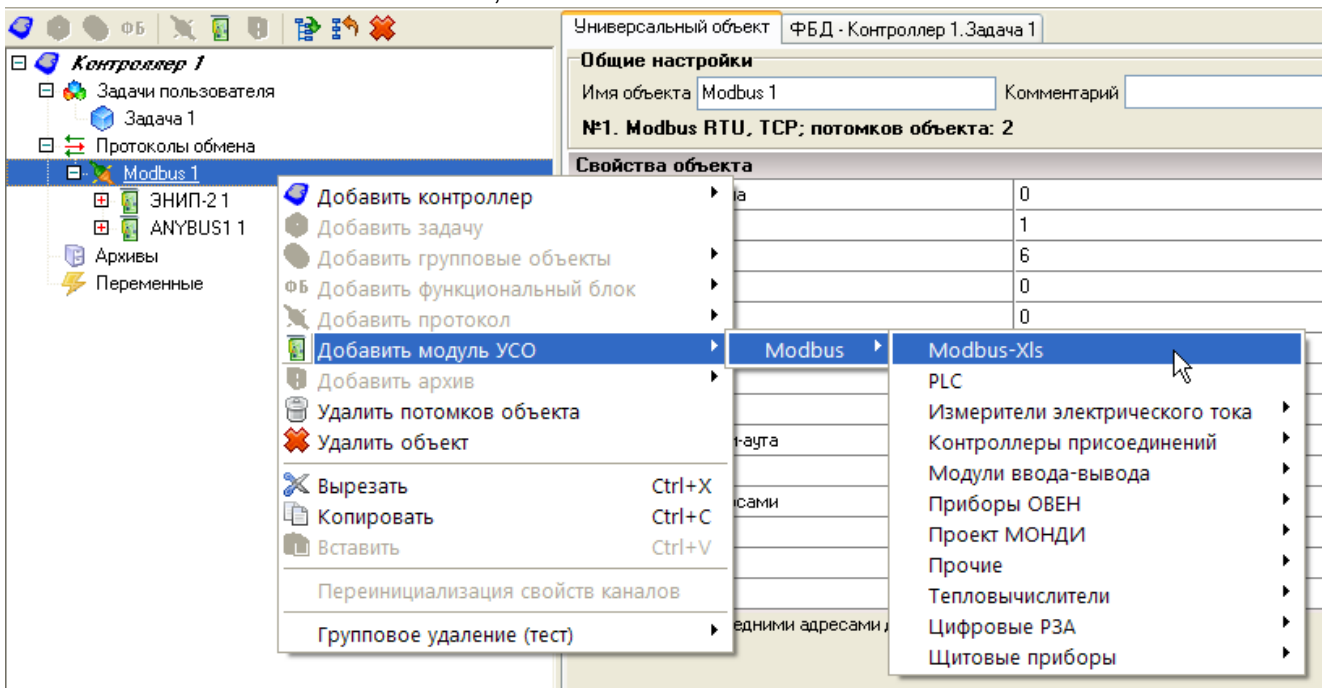 ФБ
Универсальный объект ФБД - Контроллер 1.Задача 1
Контроллер 1
Общие настройки
Задачи пользователя
Имя объекта Modbus 1 Комментарий
Задача 1
№1. Modbus RTU, TCP; потомков объекта: 2
Протоколы обмена
Свойства объекта
Modbus 1
ЭНИП-2 1
ANYBUS1 1
Архивы
Переменные
Добавить контроллер
Добавить задачу
Добавить групповые объекты
ФБ Добавить функциональный блок
Добавить протокол
Добавить модуль УСО
Добавить архив
Удалить потомков объекта
Удалить объект
Вырезать Ctrl+X
Копировать Ctrl+C
Вставить Ctrl+V
Переинициализация свойств каналов
Групповое удаление (тест)
0
1
6
0
0
Modbus
Modbus-Xls
PLC
Измерители электрического тока
Контроллеры присоединений
Модули ввода-вывода
Приборы ОВЕН
Проект МОНДИ
Прочие
Тепловычислители
Цифровые РЗА
Щитовые приборы